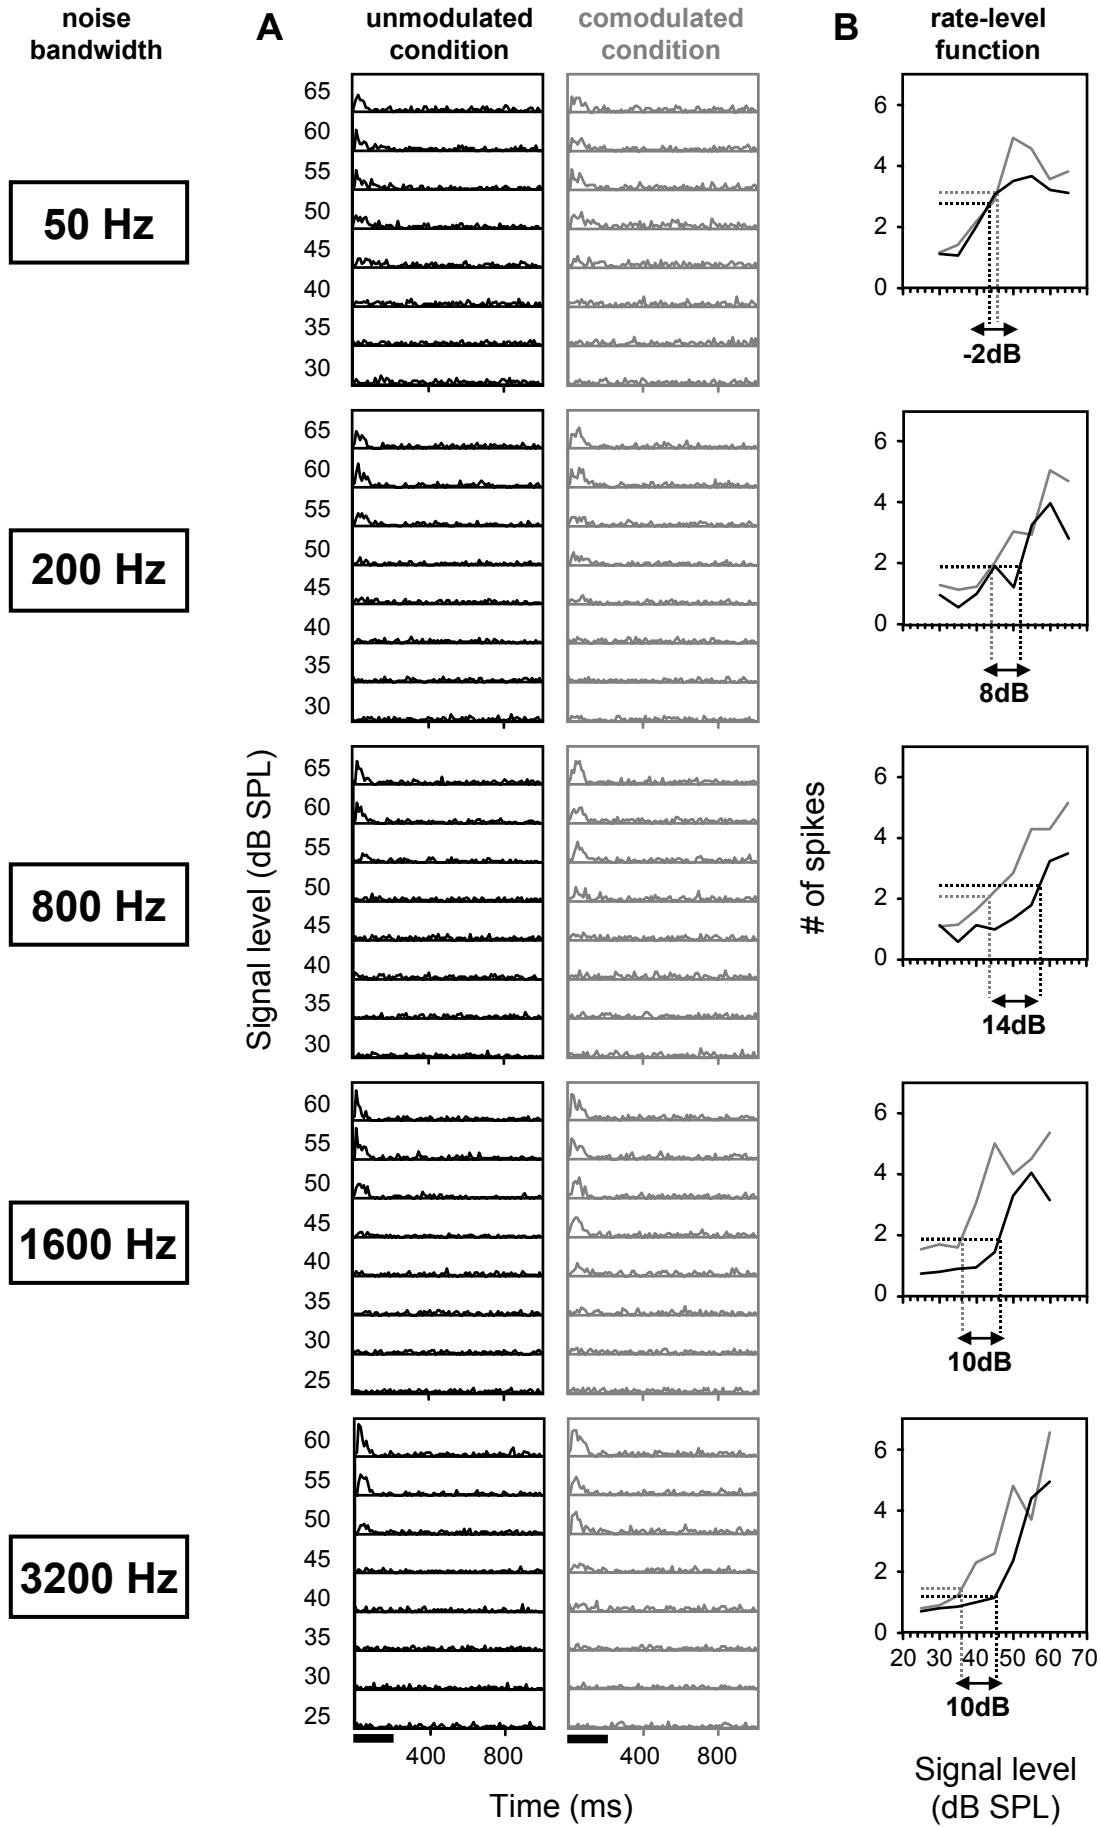 noise
bandwidth
A
unmodulated
condition
comodulated
condition
B
rate-level
function
50 Hz
65
60
55
50
45
40
35
30
6
4
2
0
-2dB
200 Hz
65
60
55
50
45
40
35
30
6
4
2
0
8dB
800 Hz
Signal level (dB SPL)
65
60
55
50
45
40
35
30
# of spikes
6
4
2
0
14dB
1600 Hz
60
55
50
45
40
35
30
25
6
4
2
0
10dB
3200 Hz
60
55
50
45
40
35
30
25
6
4
2
0
20 30 40 50 60 70
10dB
400 800
400 800
Time (ms)
Signal level
(dB SPL)